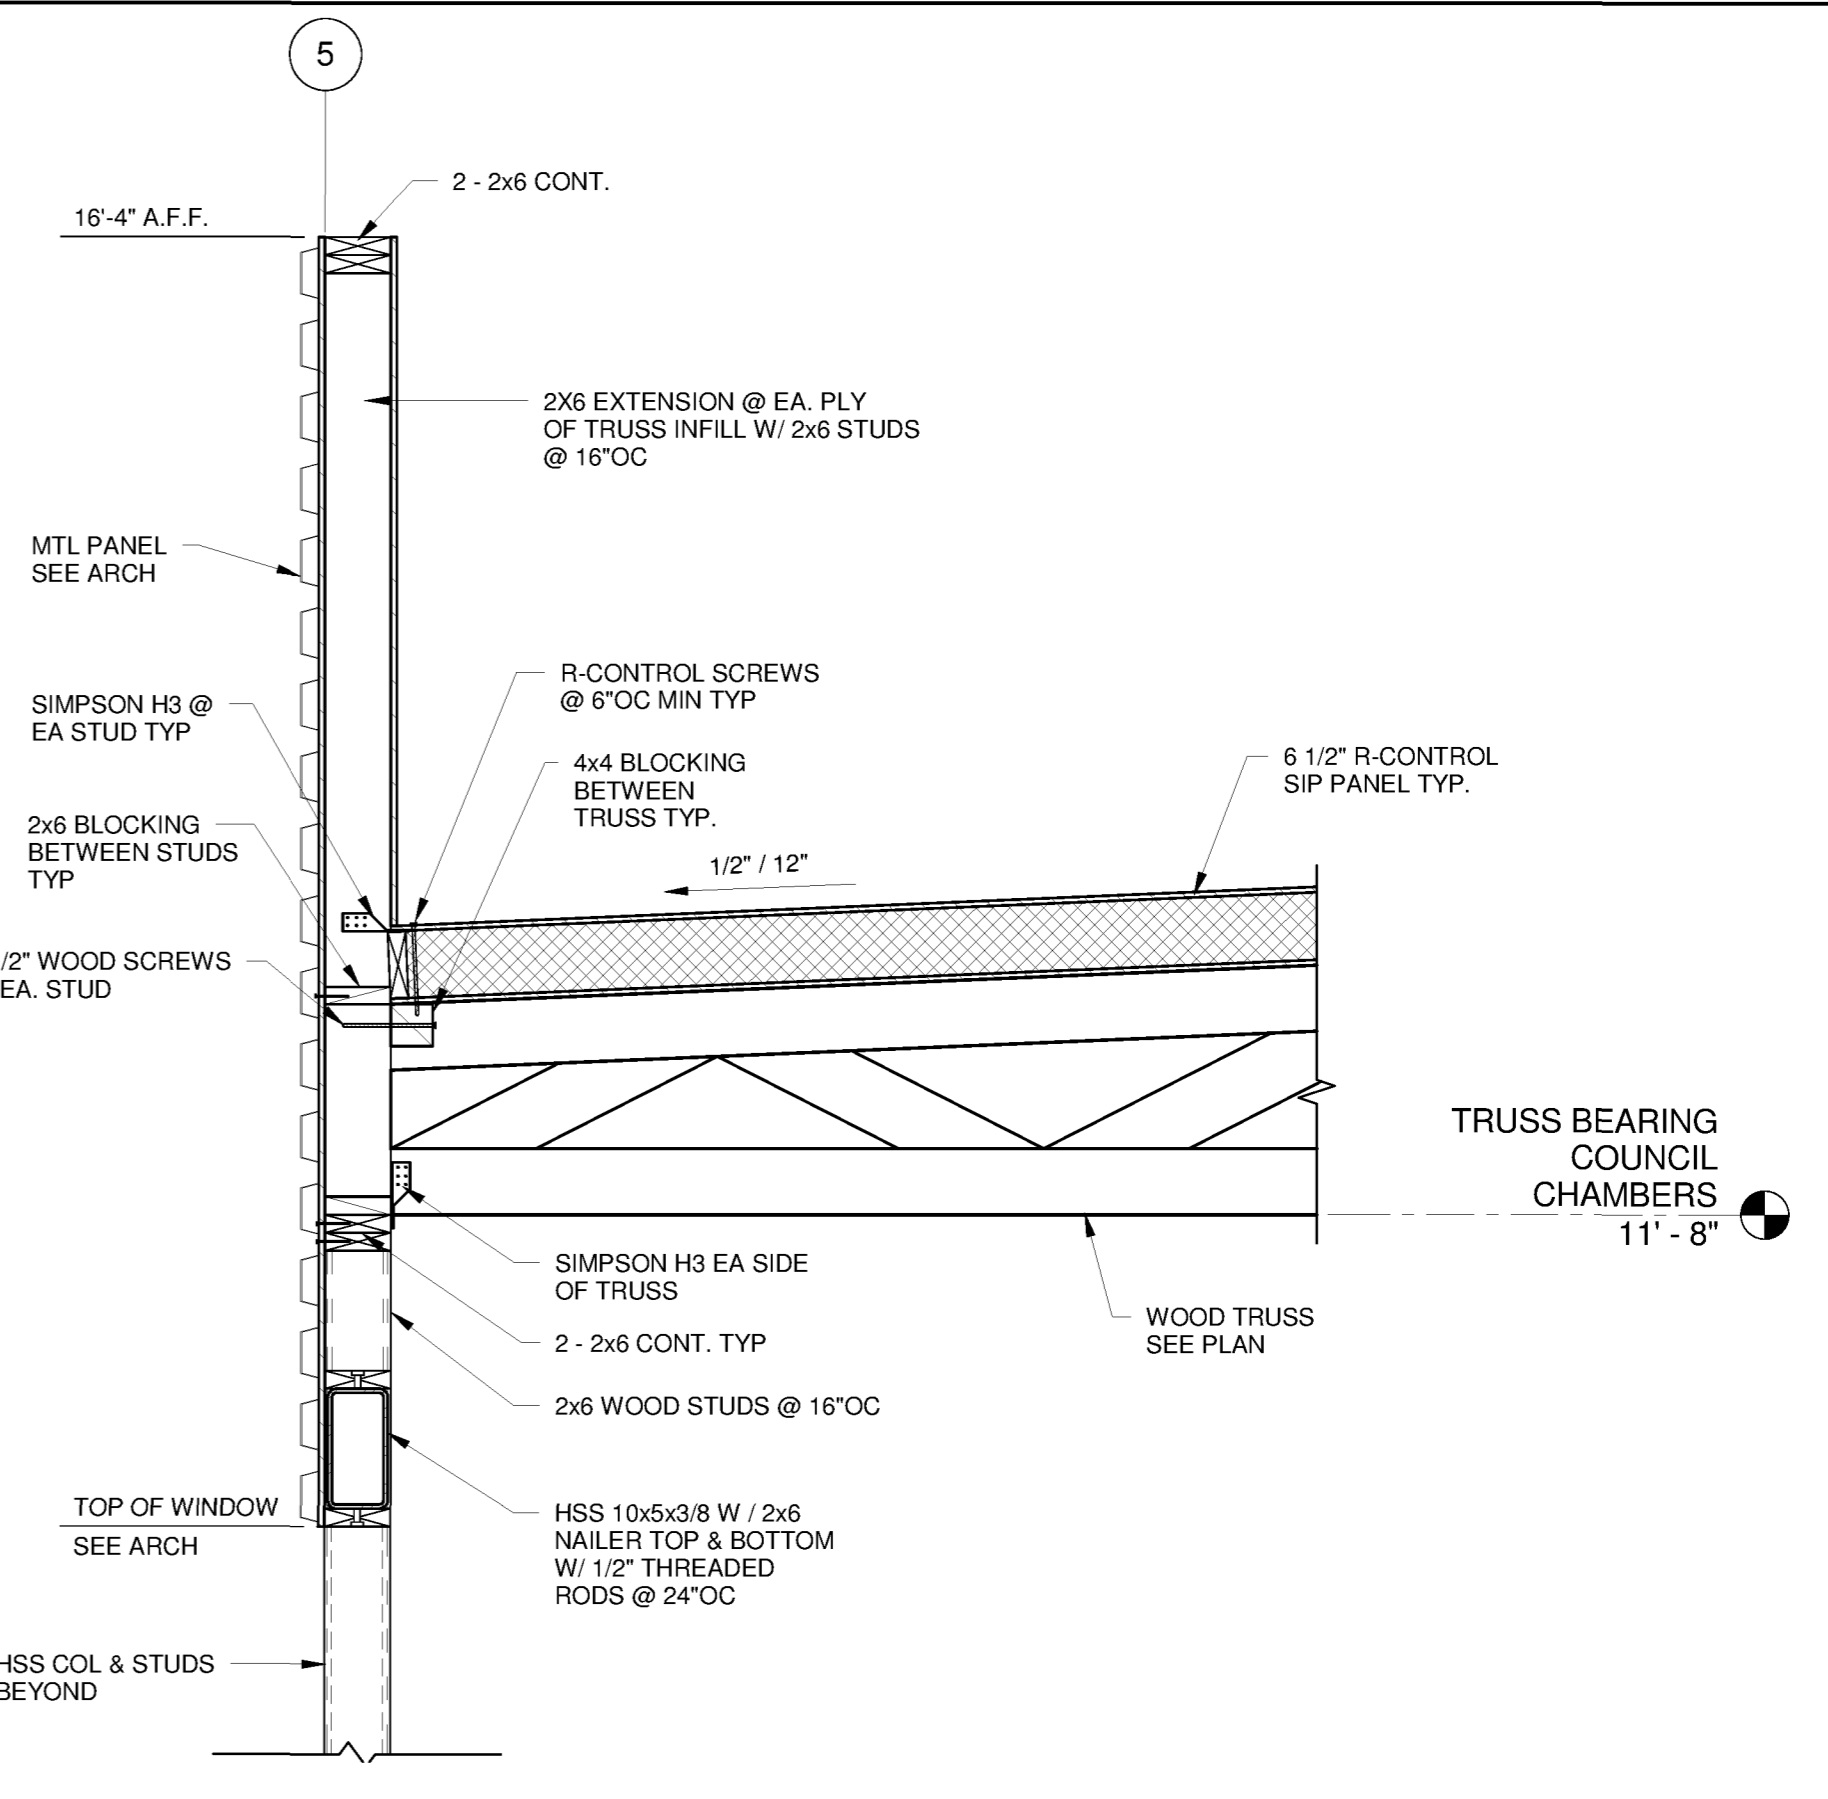 5
2 - 2x6 CONT.
16'-4" A.F.F.
2X6 EXTENSION @ EA. PLY
OF TRUSS INFILL W/ 2x6 STUDS
@ 16"OC
MTL PANEL
SEE ARCH
R-CONTROL SCREWS
@ 6"OC MIN TYP
SIMPSON H3 @
EA STUD TYP
4x4 BLOCKING
BETWEEN
TRUSS TYP.
6 1/2" R-CONTROL
SIP PANEL TYP.
2x6 BLOCKING
BETWEEN STUDS
TYP
1/2" / 12"
/2" WOOD SCREWS
EA. STUD
TRUSS BEARING
COUNCIL
CHAMBERS
11' - 8"
SIMPSON H3 EA SIDE
OF TRUSS
WOOD TRUSS
SEE PLAN
2 - 2x6 CONT. TYP
2x6 WOOD STUDS @ 16"OC
TOP OF WINDOW
SEE ARCH
HSS 10x5x3/8 W / 2x6
NAILER TOP & BOTTOM
W/ 1/2" THREADED
RODS @ 24"OC
HSS COL & STUDS
BEYOND